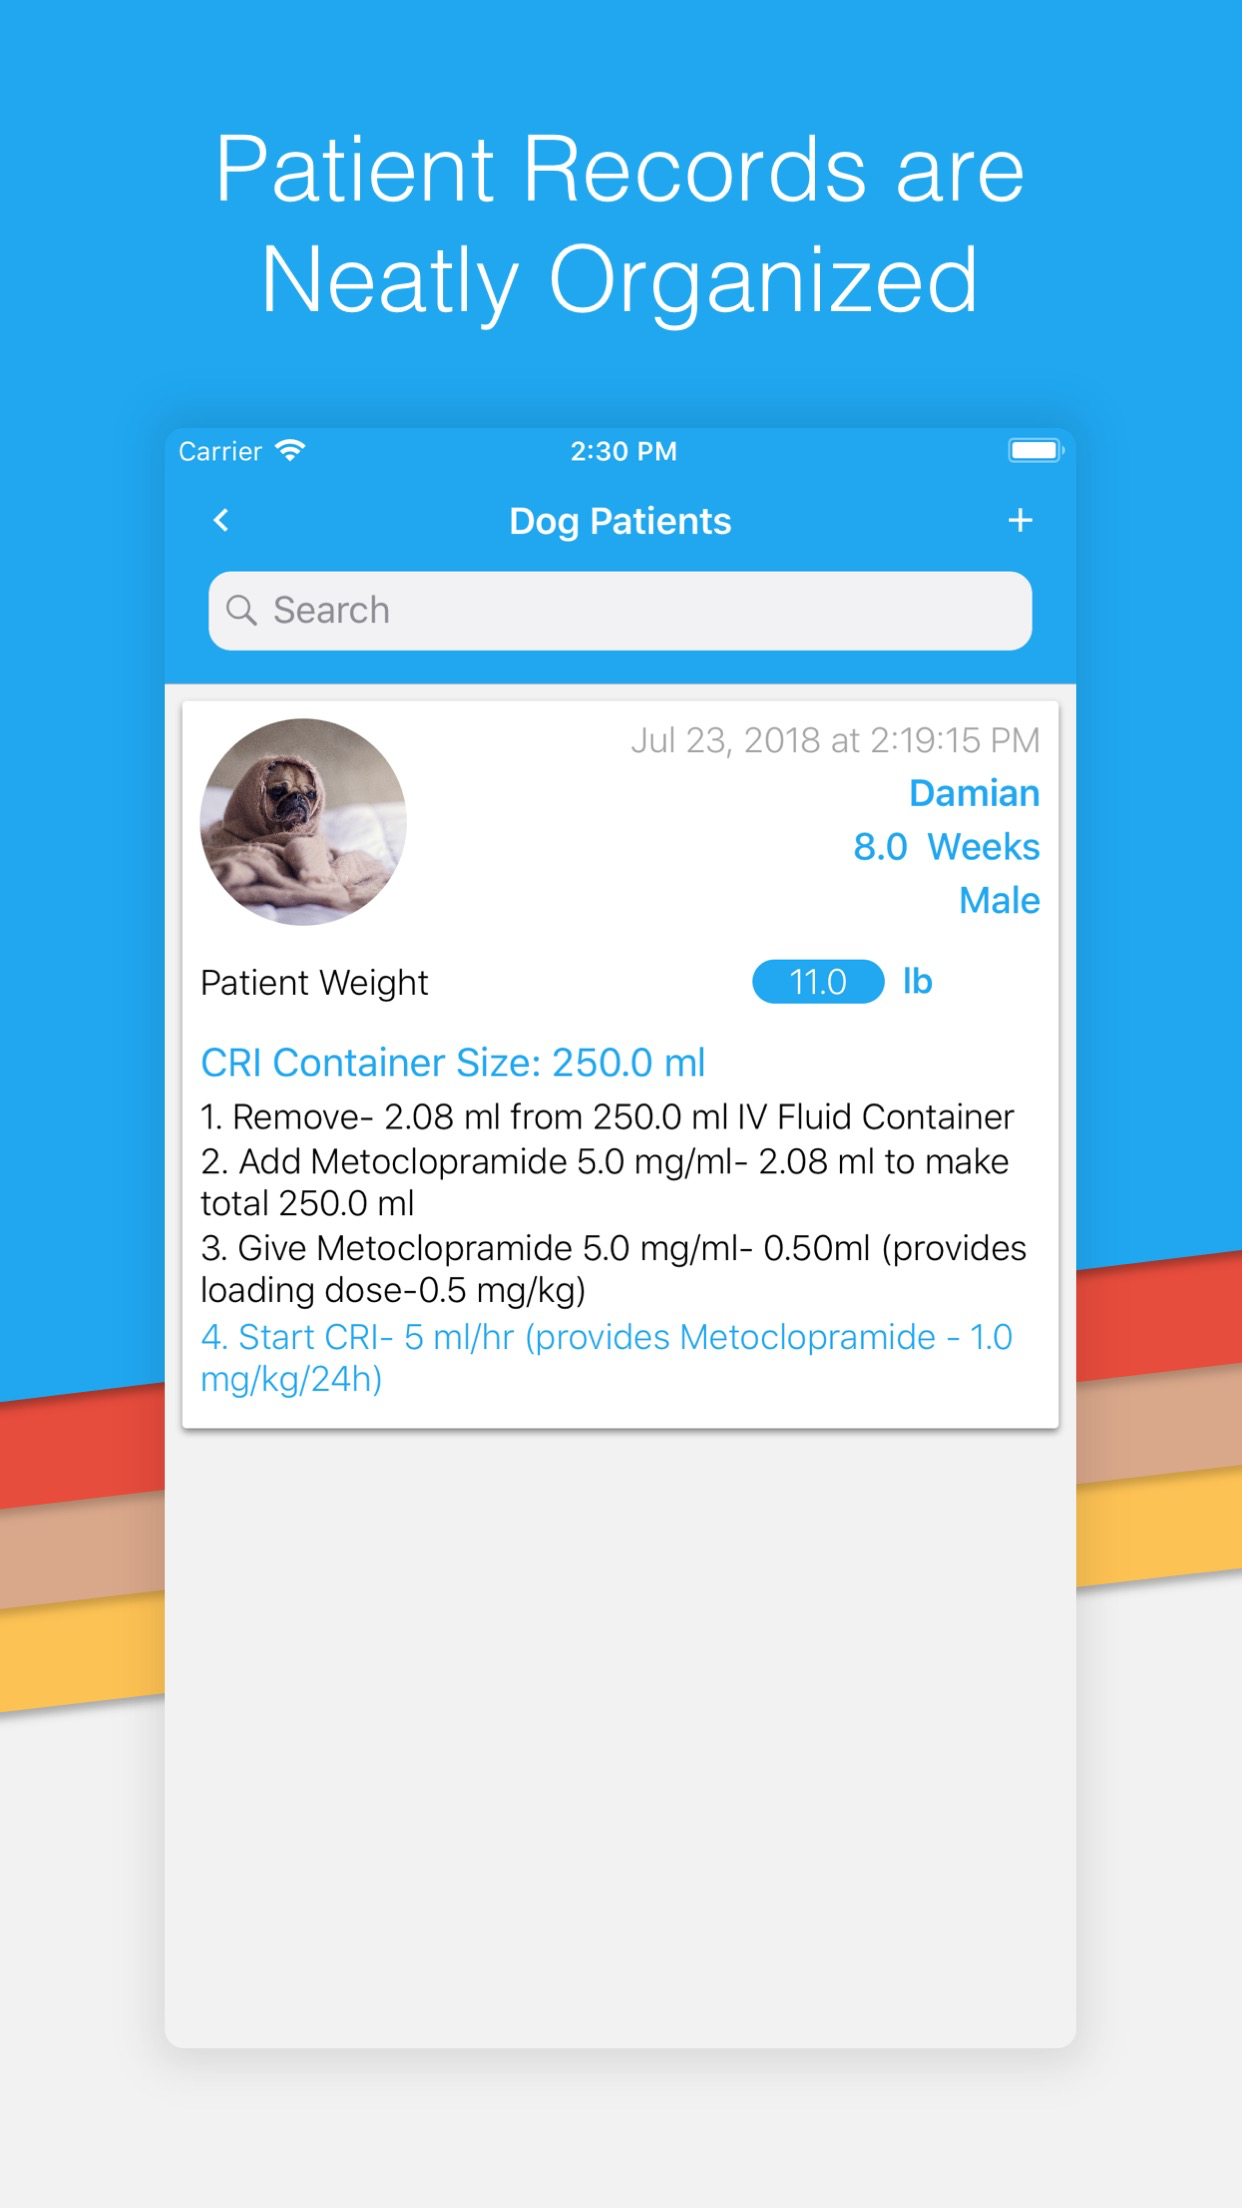 Patient Records are
Neatly Organized
Carrier
2:30 PM
Dog Patients
Search
Jul 23, 2018 at 2:19:15 PM
Damian
8.0 Weeks
Male
Patient Weight 11.0 lb
CRI Container Size: 250.0 ml
1. Remove- 2.08 ml from 250.0 ml IV Fluid Container
2. Add Metoclopramide 5.0 mg/ml- 2.08 ml to make
total 250.0 ml
3. Give Metoclopramide 5.0 mg/ml- 0.50ml (provides
loading dose-0.5 mg/kg)
4. Start CRI- 5 ml/hr (provides Metoclopramide - 1.0
mg/kg/24h)